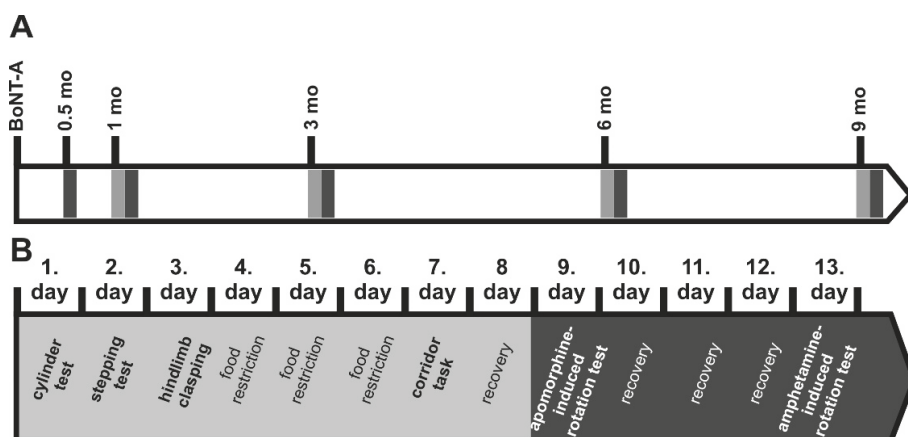 A
BoNT-A
0.5 mo
1 mo
3 mo
6 mo
9 mo
B
1.
day
2.
day
3.
day
4.
day
5.
day
6.
day
7.
day
8
day
9.
day
10.
day
11.
day
12.
day
13.
day
cylinder
test
stepping
test
hindlimb
clasping
food
restriction
food
restriction
food
restriction
corridor
task
recovery
apomorphine-
induced
rotation test
recovery
recovery
recovery
amphetamine-
induced
rotation test